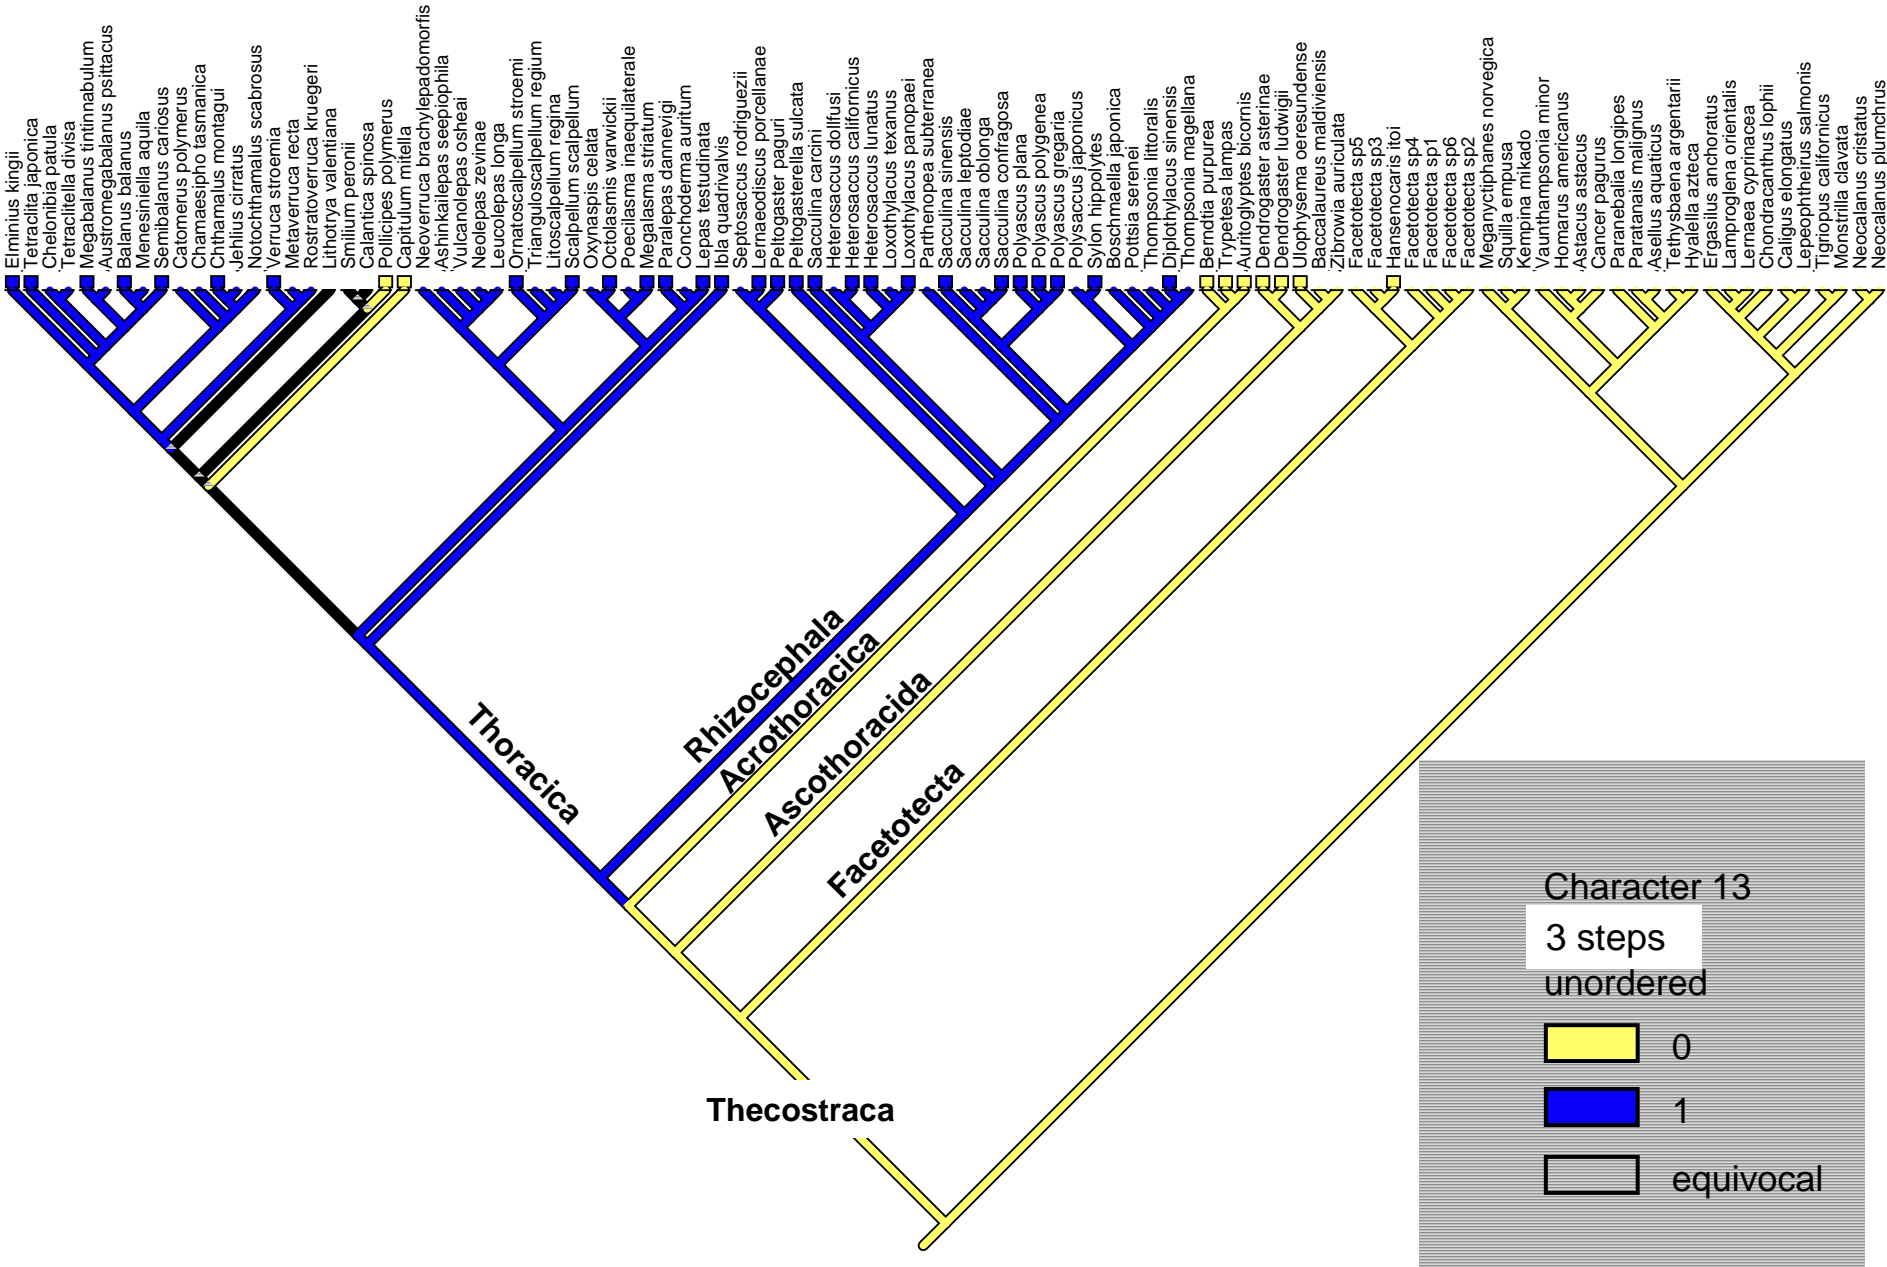 Eminius kingii
Tetraclita japonica
Chelonibia patula
Tetraclitella divisa
Megabalanus tintinnabulum
Austromegabalanus psittacus
Balanus balanus
Menesiniella aquila
Semibalanus cariosus
Catomerus polymerus
Chamaesipho tasmanica
Chthamalus montagui
Jehlius cirratus
Notochthamalus scabrosus
Verruca stroemia
Metaverruca recta
Rostratoverruca kruegeri
Lithotrya valentiana
Smilium peronii
Calantica spinosa
Pollicipes polymerus
Capitulum mitella
Neoverruca brachylepadomorfis
Ashinkailepas seepiophila
Vulcanolepas osheai
Neolepas zevinae
Leucolepas longa
Ornatoscalpellum stroemi
Trianguloscalpellum regium
Litoscalpellum regina
Scalpellum scalpellum
Oxynaspis celata
Octolasmis warwickii
Poecilasma inaequilaterale
Megalasma striatum
Paralepas dannevigi
Conchoderma auritum
Lepas testudinata
Ibla quadrivalvis
Septosaccus rodriguezii
Lernaeodiscus porcellanae
Peltogaster paguri
Peltogasterella sulcata
Sacculina carcini
Heterosaccus dollfusi
Heterosaccus californicus
Heterosaccus lunatus
Loxothylacus texanus
Loxothylacus panopaei
Parthenopea subterranea
Sacculina sinensis
Sacculina leptodiae
Sacculina oblonga
Sacculina confragosa
Polyascus plana
Polyascus polygenea
Polyascus gregaria
Polysaccus japonicus
Sylon hippolytes
Boschmaella japonica
Pottsia serenei
Thompsonia littoralis
Diplothylacus sinensis
Thompsonia magellana
Berndtia purpurea
Trypetesa lampas
Auritoglyptes bicornis
Dendrogaster asterinae
Dendrogaster ludwigii
Ulophysema oeresundense
Baccalaureus maldiviensis
Zibrowia auriculata
Facetotecta sp5
Facetotecta sp3
Hansenocaris itoi
Facetotecta sp4
Facetotecta sp1
Facetotecta sp6
Facetotecta sp2
Meganyctiphanes norvegica
Squilla empusa
Kempina mikado
Vaunthampsonia minor
Homarus americanus
Astacus astacus
Cancer pagurus
Paranebalia longipes
Paratanais malignus
Asellus aquaticus
Tethysbaena argentarii
Hyalella azteca
Ergasilus anchoratus
Lamproglena orientalis
Lernaea cyprinacea
Chondracanthus lophii
Caligus elongatus
Lepeophtheirus salmonis
Tigriopus californicus
Monstrilla clavata
Neocalanus cristatus
Neocalanus plumchrus
Thoracica
Rhizocephala
Acrothoracica
Ascothoracida
Facetotecta
Thecostraca
Character 13
3 steps
unordered
0
1
equivocal